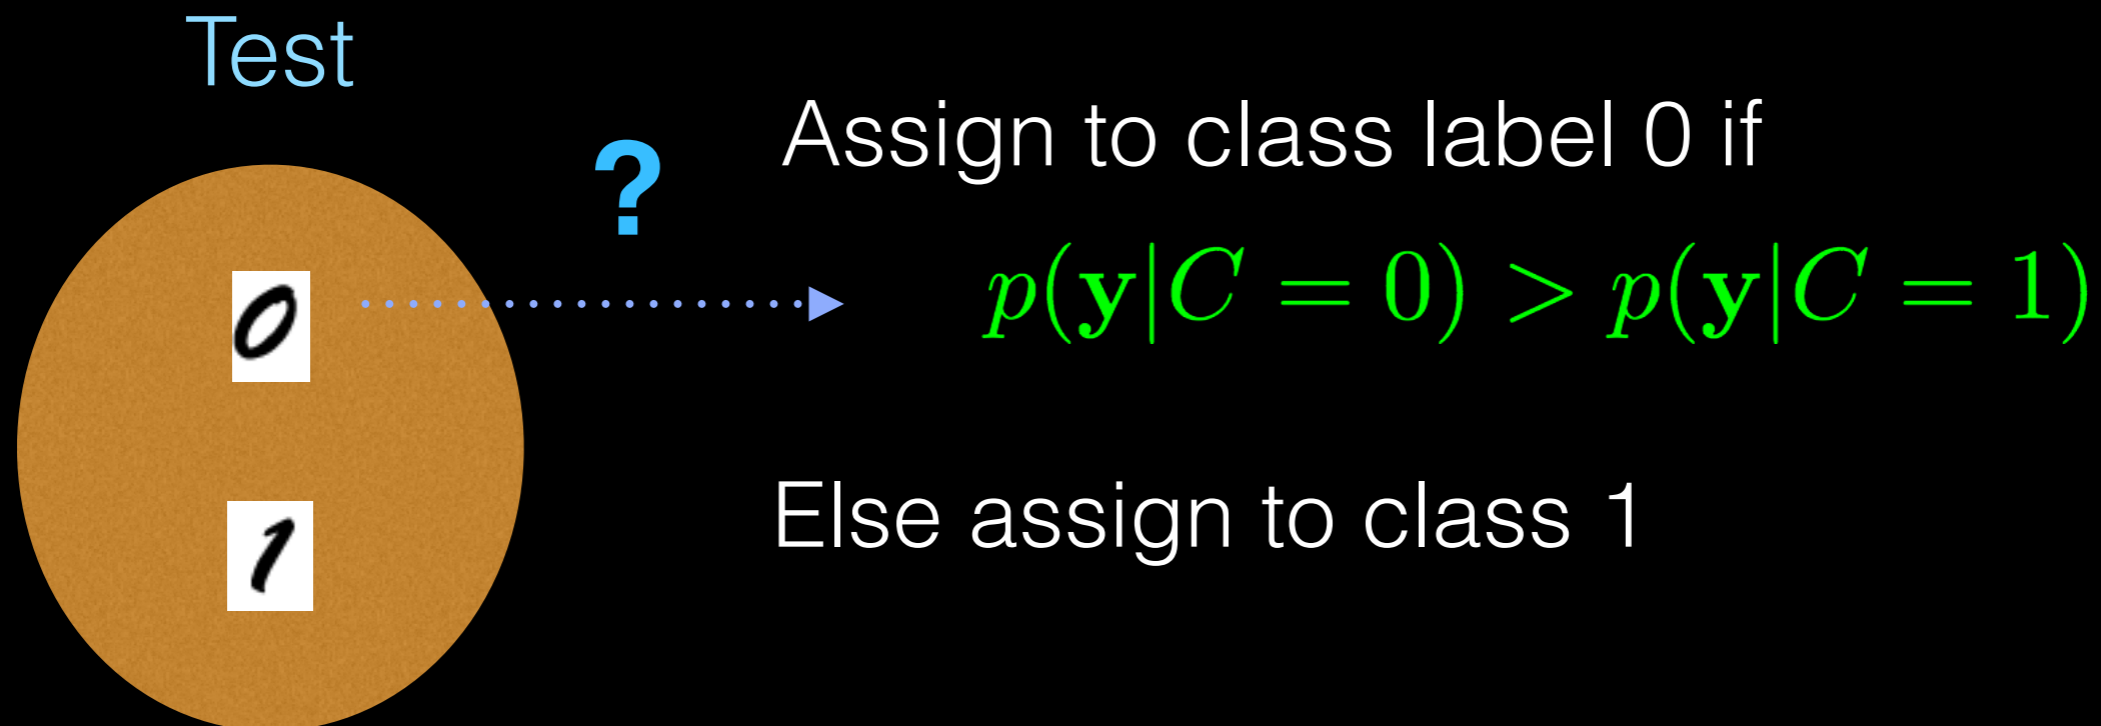 Test
?
Assign to class label 0 if
p(y|C = 0) > p(y|C = 1)
0
1
Else assign to class 1